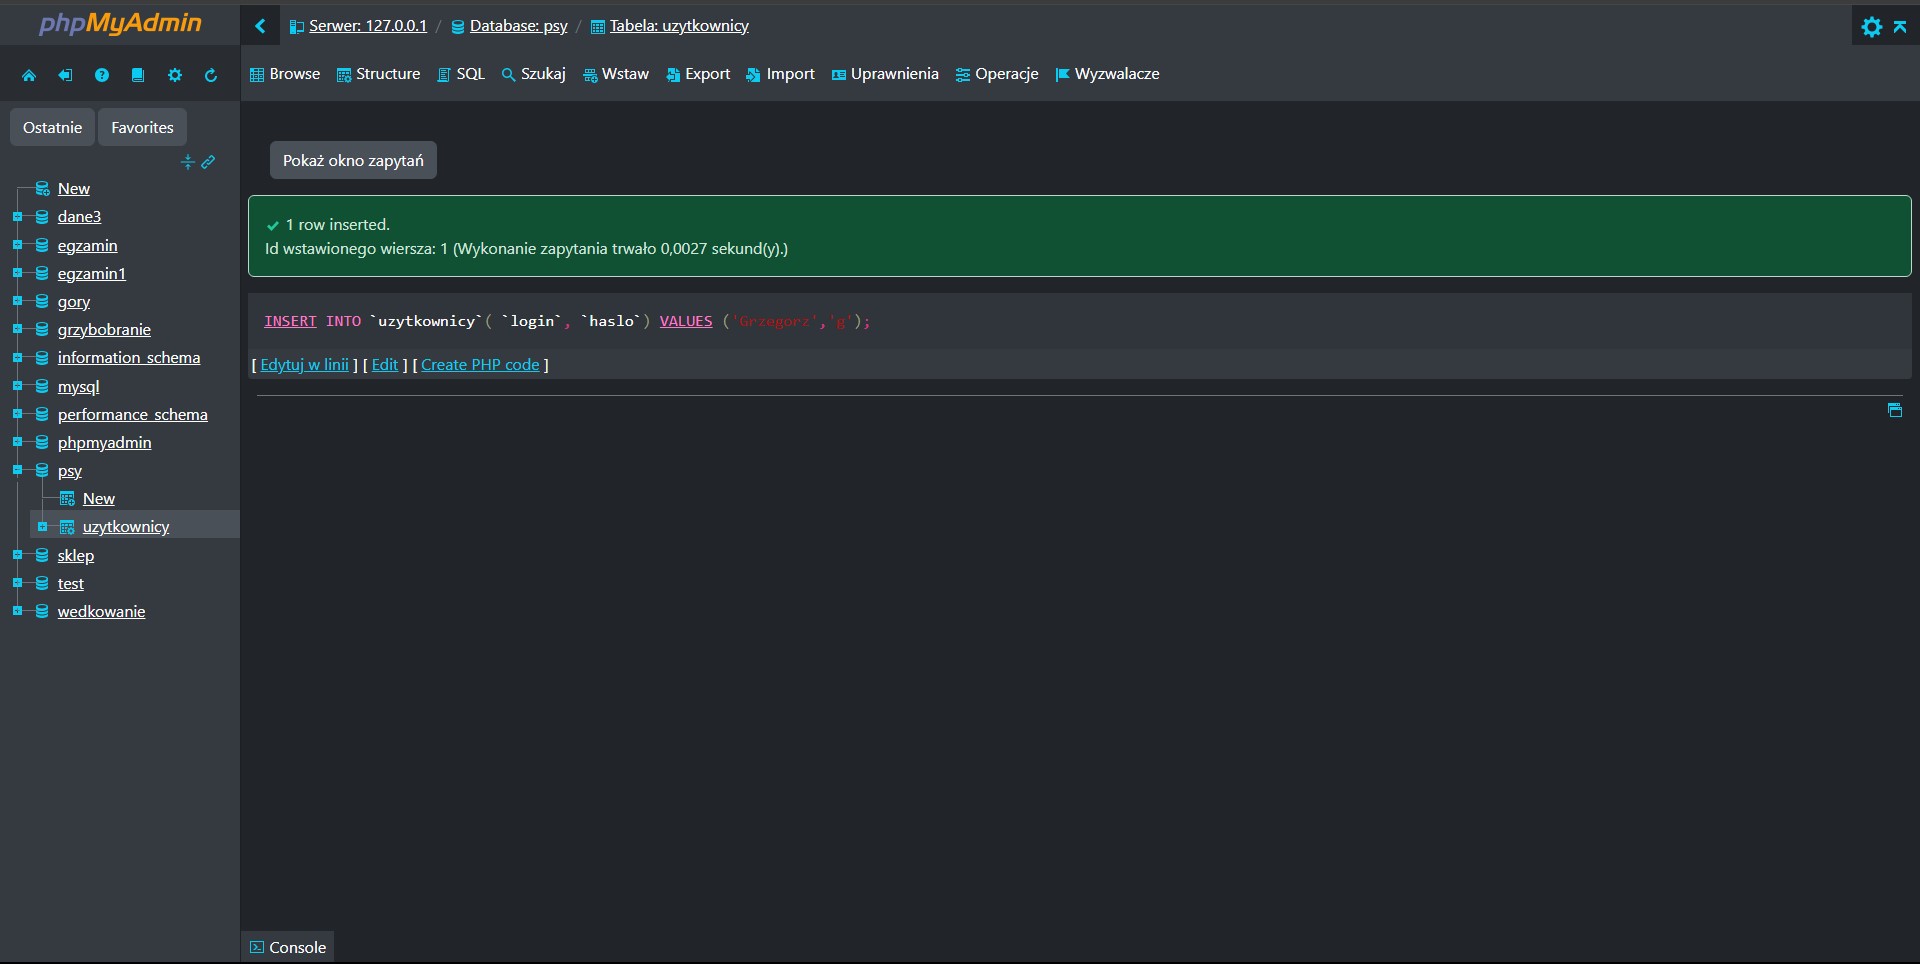 phpMyAdmin
Serwer: 127.0.0.1 / Database: psy / Tabela: uzytkownicy
Browse Structure SQL Szukaj Wstaw Export Import Uprawnienia Operacje Wyzwalacze
Ostatnie Favorites
New
dane3
egzamin
egzamin1
gory
grzybobranie
information_schema
mysql
performance_schema
phpmyadmin
psy
New
uzytkownicy
sklep
test
wedkowanie
Pokaż okno zapytań
1 row inserted.
Id wstawionego wiersza: 1 (Wykonanie zapytania trwało 0,0027 sekund(y).)
INSERT INTO `uzytkownicy`( `login`, `haslo`) VALUES ('Grzegorz','g');
[ Edytuj w linii ] [ Edit ] [ Create PHP code ]
Console